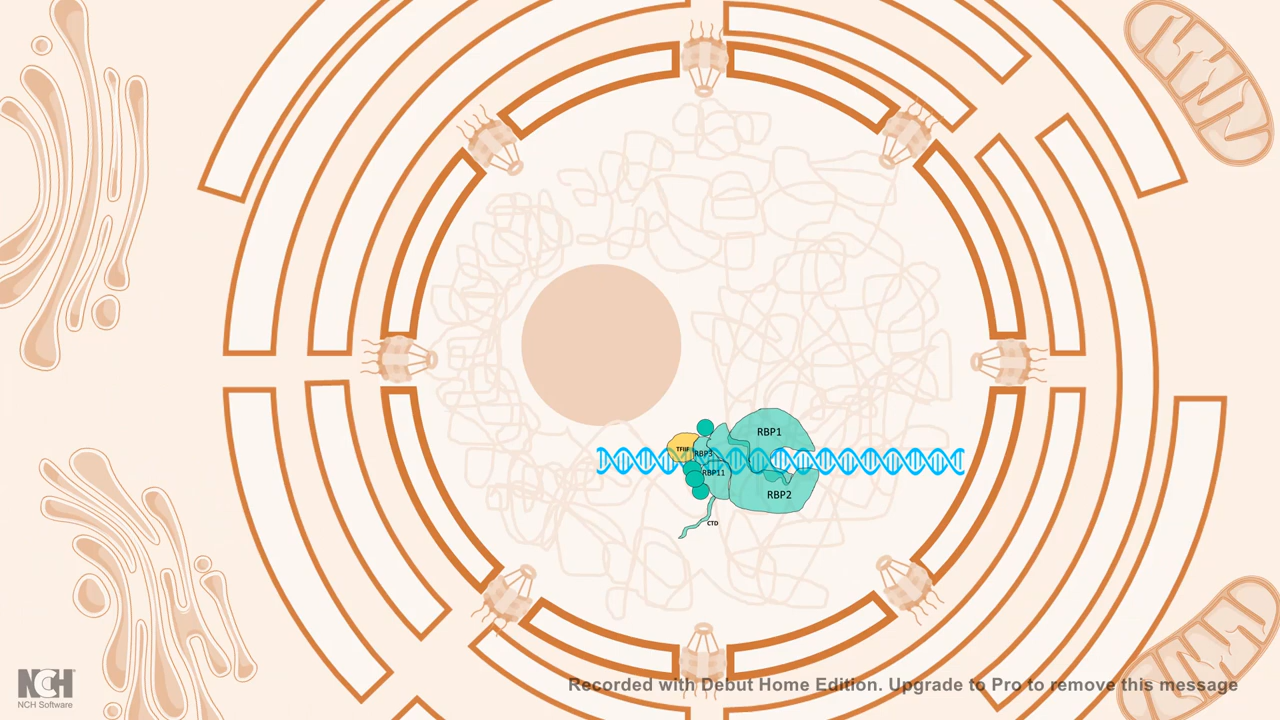 RBP1
TFIIF
RBP3
RBP11
RBP2
CTD
NCH
NCH Software
Recorded with Debut Home Edition. Upgrade to Pro to remove this message